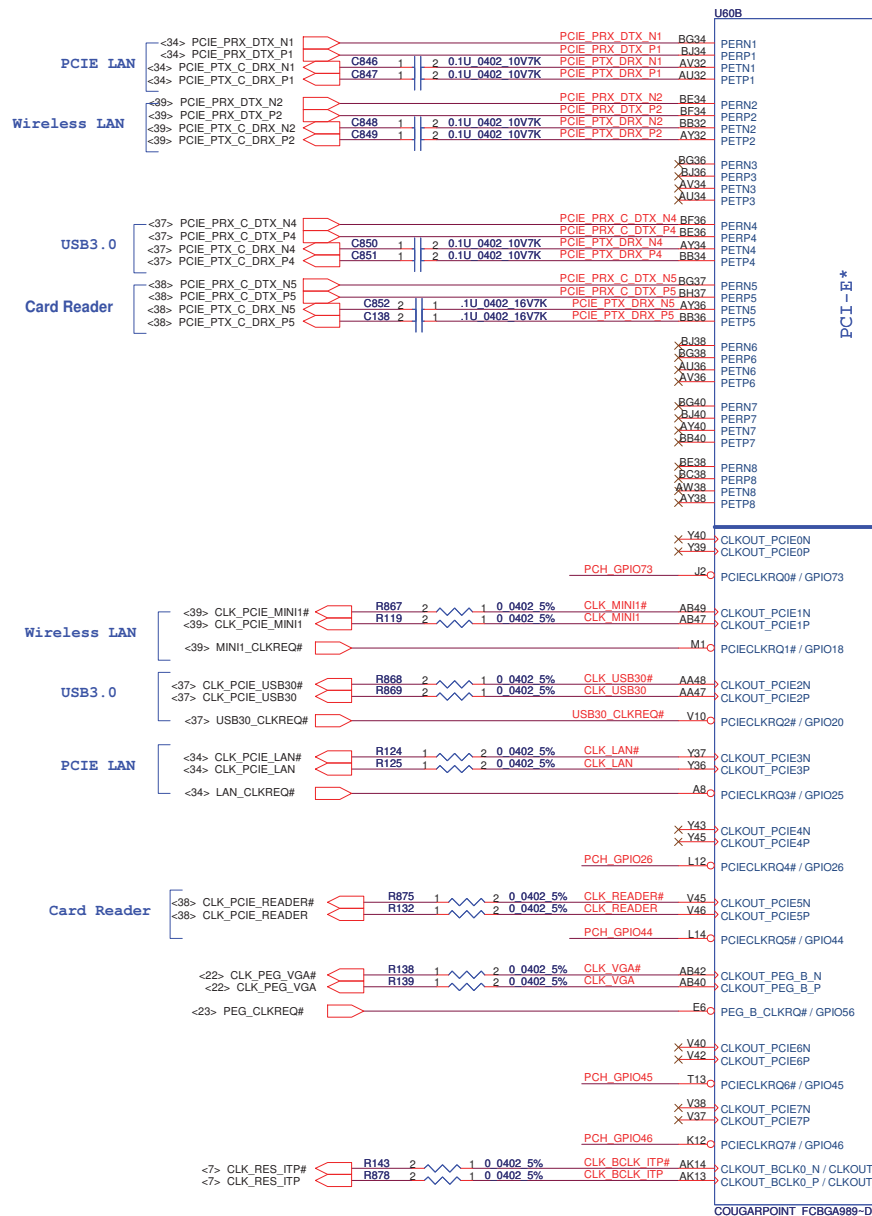 U60B
PCIE LAN
<34> PCIE_PRX_DTX_N1 PCIE_PRX_DTX_N1 BG34 PERN1
<34> PCIE_PRX_DTX_P1 PCIE_PRX_DTX_P1 BJ34 PERP1
<34> PCIE_PTX_C_DRX_N1 C846 1 2 0.1U_0402_10V7K PCIE_PTX_DRX_N1 AV32 PETN1
<34> PCIE_PTX_C_DRX_P1 C847 1 2 0.1U_0402_10V7K PCIE_PTX_DRX_P1 AU32 PETP1
Wireless LAN
<39> PCIE_PRX_DTX_N2 PCIE_PRX_DTX_N2 BE34 PERN2
<39> PCIE_PRX_DTX_P2 PCIE_PRX_DTX_P2 BF34 PERP2
<39> PCIE_PTX_C_DRX_N2 C848 1 2 0.1U_0402_10V7K PCIE_PTX_DRX_N2 BB32 PETN2
<39> PCIE_PTX_C_DRX_P2 C849 1 2 0.1U_0402_10V7K PCIE_PTX_DRX_P2 AY32 PETP2
BG36 PERN3
BJ36 PERP3
AV34 PETN3
AU34 PETP3
USB3.0
<37> PCIE_PRX_C_DTX_N4 PCIE_PRX_C_DTX_N4 BF36 PERN4
<37> PCIE_PRX_C_DTX_P4 PCIE_PRX_C_DTX_P4 BE36 PERP4
<37> PCIE_PTX_C_DRX_N4 C850 1 2 0.1U_0402_10V7K PCIE_PTX_DRX_N4 AY34 PETN4
<37> PCIE_PTX_C_DRX_P4 C851 1 2 0.1U_0402_10V7K PCIE_PTX_DRX_P4 BB34 PETP4
Card Reader
<38> PCIE_PRX_C_DTX_N5 PCIE_PRX_C_DTX_N5 BG37 PERN5
<38> PCIE_PRX_C_DTX_P5 PCIE_PRX_C_DTX_P5 BH37 PERP5
<38> PCIE_PTX_C_DRX_N5 C852 2 1 .1U_0402_16V7K PCIE_PTX_DRX_N5 AY36 PETN5
<38> PCIE_PTX_C_DRX_P5 C138 2 1 .1U_0402_16V7K PCIE_PTX_DRX_P5 BB36 PETP5
PCI-E*
BJ38 PERN6
BG38 PERP6
AU36 PETN6
AV36 PETP6
BG40 PERN7
BJ40 PERP7
AY40 PETN7
BB40 PETP7
BE38 PERN8
BC38 PERP8
AW38 PETN8
AY38 PETP8
Y40 CLKOUT_PCIE0N
Y39 CLKOUT_PCIE0P
PCH_GPIO73 J2 PCIECLKRQ0# / GPIO73
Wireless LAN
<39> CLK_PCIE_MINI1# R867 2 1 0_0402_5% CLK_MINI1# AB49 CLKOUT_PCIE1N
<39> CLK_PCIE_MINI1 R119 2 1 0_0402_5% CLK_MINI1 AB47 CLKOUT_PCIE1P
<39> MINI1_CLKREQ# M1 PCIECLKRQ1# / GPIO18
USB3.0
<37> CLK_PCIE_USB30# R868 2 1 0_0402_5% CLK_USB30# AA48 CLKOUT_PCIE2N
<37> CLK_PCIE_USB30 R869 2 1 0_0402_5% CLK_USB30 AA47 CLKOUT_PCIE2P
<37> USB30_CLKREQ# USB30_CLKREQ# V10 PCIECLKRQ2# / GPIO20
PCIE LAN
<34> CLK_PCIE_LAN# R124 1 2 0_0402_5% CLK_LAN# Y37 CLKOUT_PCIE3N
<34> CLK_PCIE_LAN R125 1 2 0_0402_5% CLK_LAN Y36 CLKOUT_PCIE3P
<34> LAN_CLKREQ# A8 PCIECLKRQ3# / GPIO25
Y43 CLKOUT_PCIE4N
Y45 CLKOUT_PCIE4P
PCH_GPIO26 L12 PCIECLKRQ4# / GPIO26
Card Reader
<38> CLK_PCIE_READER# R875 1 2 0_0402_5% CLK_READER# V45 CLKOUT_PCIE5N
<38> CLK_PCIE_READER R132 1 2 0_0402_5% CLK_READER V46 CLKOUT_PCIE5P
PCH_GPIO44 L14 PCIECLKRQ5# / GPIO44
<22> CLK_PEG_VGA# R138 1 2 0_0402_5% CLK_VGA# AB42 CLKOUT_PEG_B_N
<22> CLK_PEG_VGA R139 1 2 0_0402_5% CLK_VGA AB40 CLKOUT_PEG_B_P
<23> PEG_CLKREQ# E6 PEG_B_CLKRQ# / GPIO56
V40 CLKOUT_PCIE6N
V42 CLKOUT_PCIE6P
PCH_GPIO45 T13 PCIECLKRQ6# / GPIO45
V38 CLKOUT_PCIE7N
V37 CLKOUT_PCIE7P
PCH_GPIO46 K12 PCIECLKRQ7# / GPIO46
<7> CLK_RES_ITP# R143 2 1 0_0402_5% CLK_BCLK_ITP# AK14 CLKOUT_BCLK0_N / CLKOUT
<7> CLK_RES_ITP R878 2 1 0_0402_5% CLK_BCLK_ITP AK13 CLKOUT_BCLK0_P / CLKOUT
COUGARPOINT_FCBGA989~D